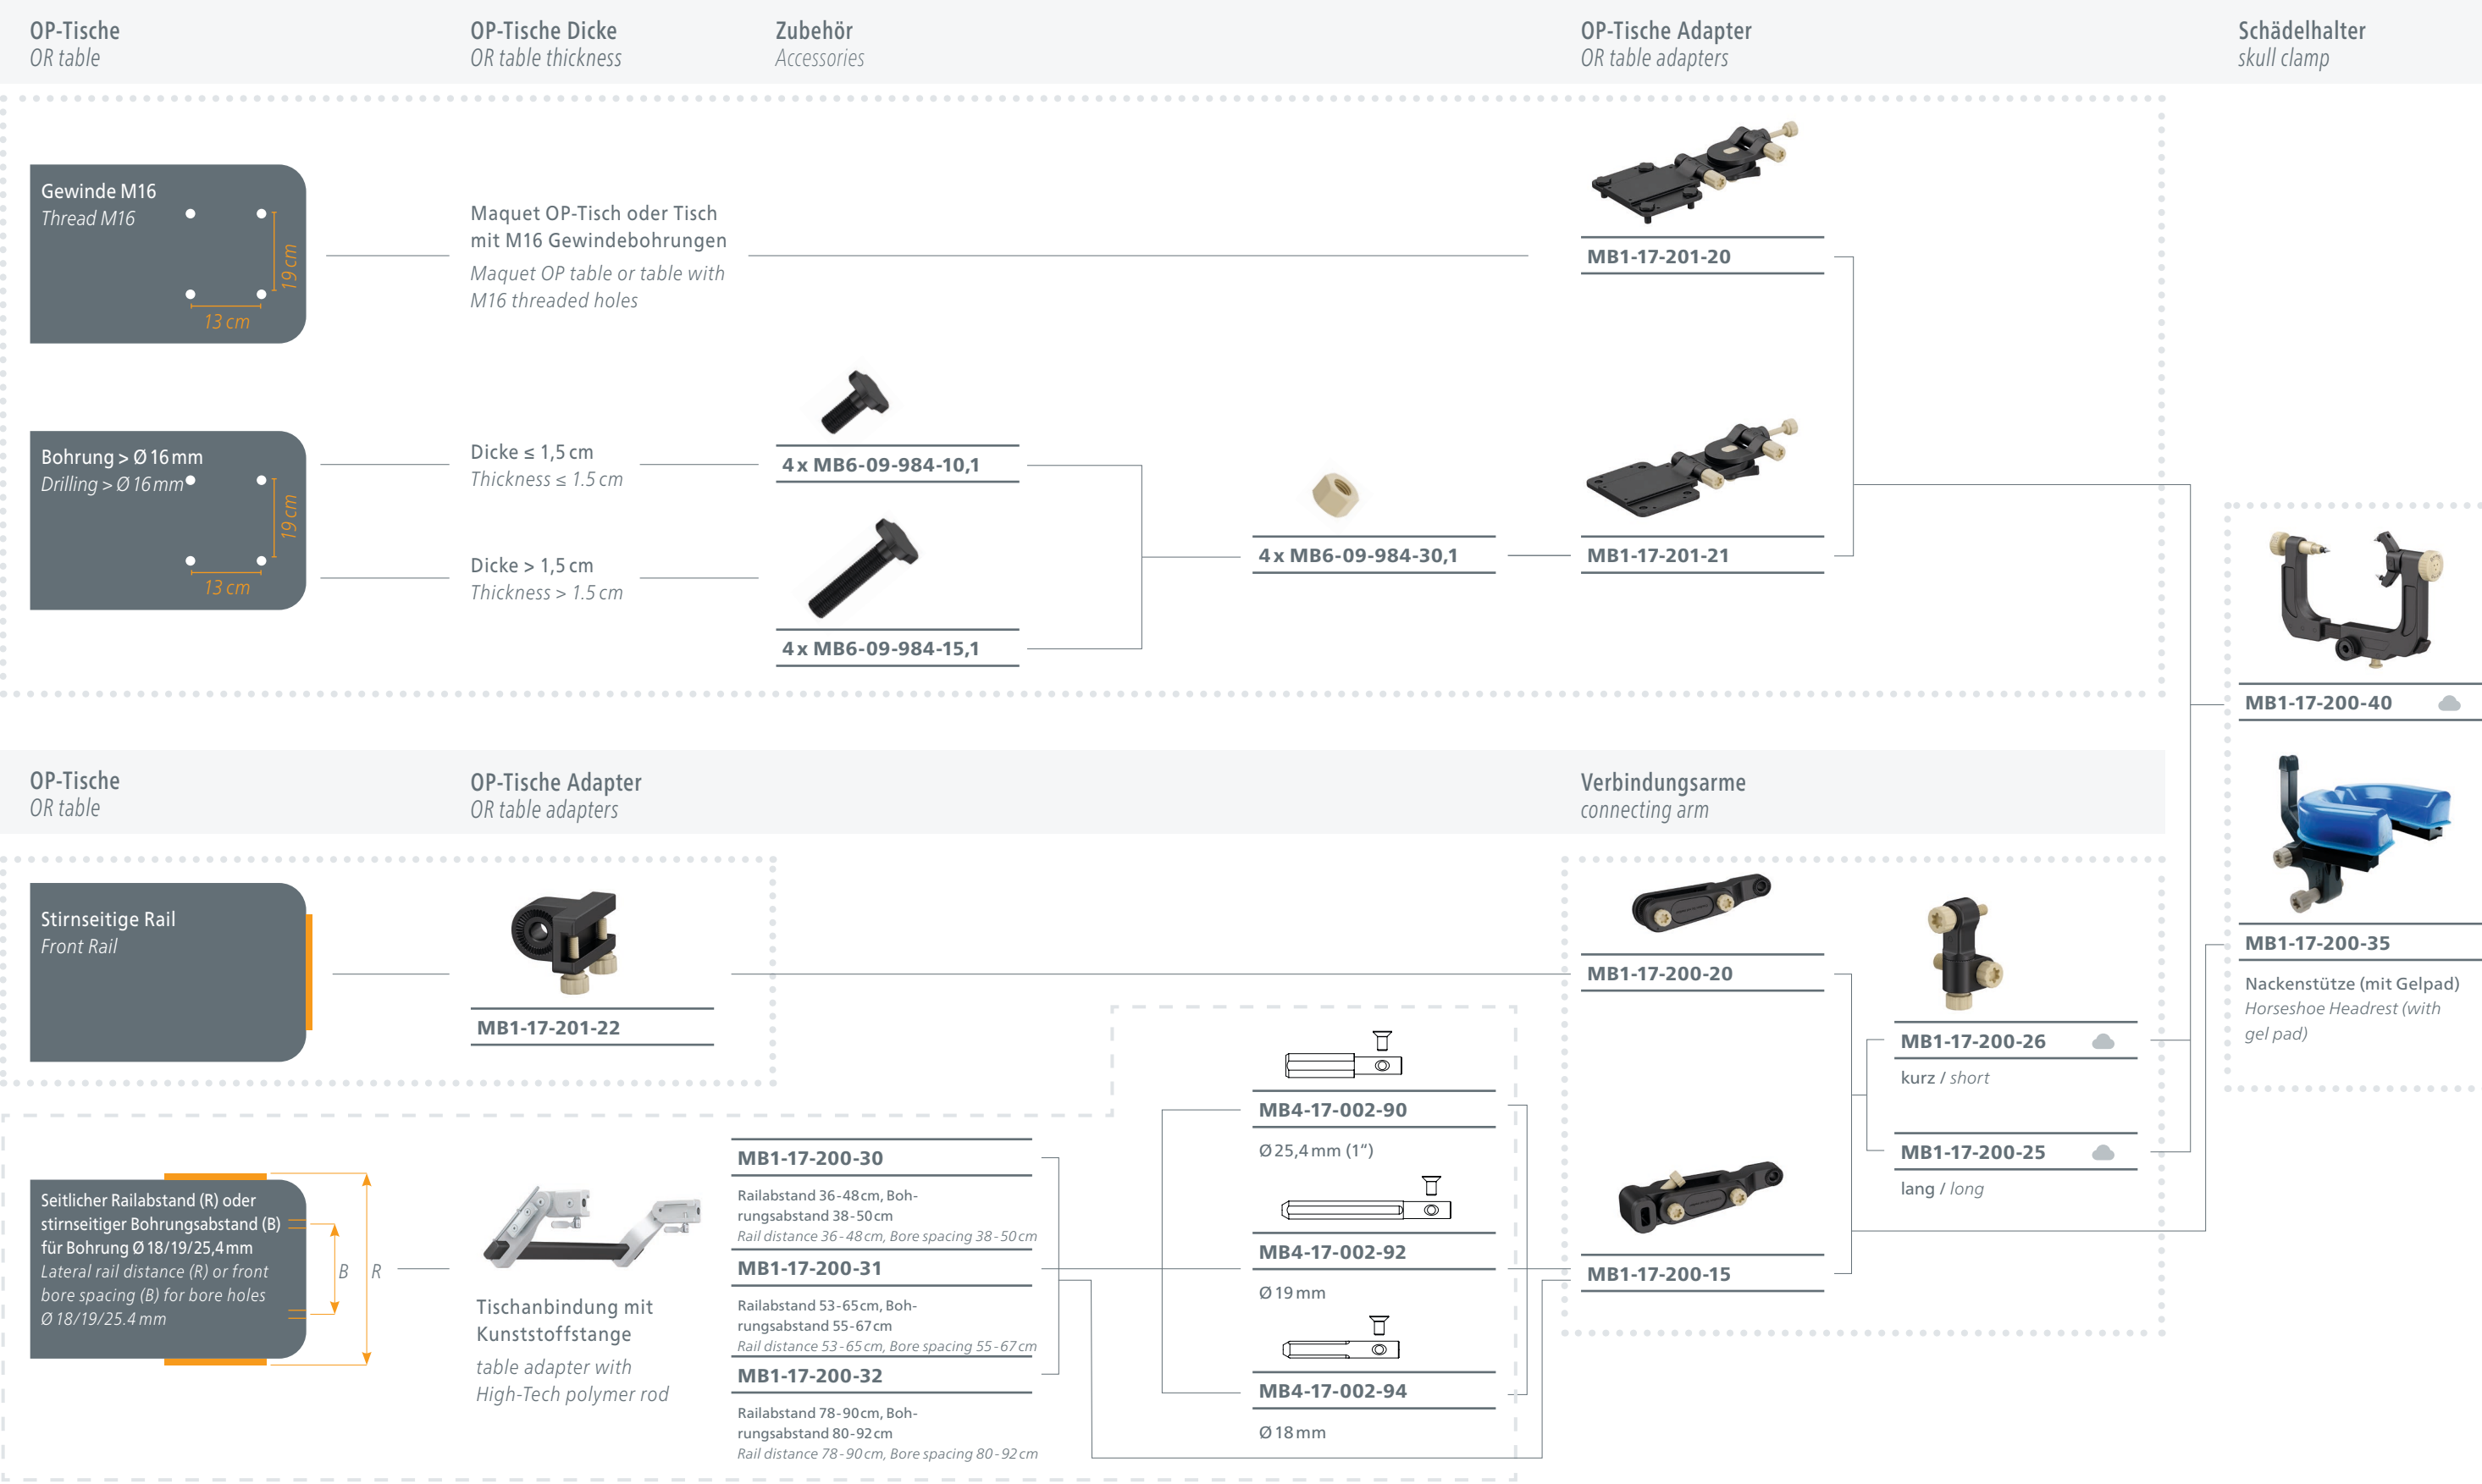 OP-Tische
OR table
OP-Tische Dicke
OR table thickness
Zubehör
Accessories
OP-Tische Adapter
OR table adapters
Schädelhalter
skull clamp
Gewinde M16
Thread M16
19 cm
13 cm
Maquet OP-Tisch oder Tisch
mit M16 Gewindebohrungen
Maquet OP table or table with
M16 threaded holes
MB1-17-201-20
Bohrung > Ø 16 mm
Drilling > Ø 16 mm
19 cm
13 cm
Dicke ≤ 1,5 cm
Thickness ≤ 1.5 cm
4 x MB6-09-984-10,1
Dicke > 1,5 cm
Thickness > 1.5 cm
4 x MB6-09-984-15,1
4 x MB6-09-984-30,1
MB1-17-201-21
MB1-17-200-40
MB1-17-200-35
Nackenstütze (mit Gelpad)
Horseshoe Headrest (with
gel pad)
OP-Tische
OR table
OP-Tische Adapter
OR table adapters
Verbindungsarme
connecting arm
Stirnseitige Rail
Front Rail
MB1-17-201-22
MB1-17-200-20
MB1-17-200-26
kurz / short
MB1-17-200-25
lang / long
MB1-17-200-15
Seitlicher Railabstand (R) oder
stirnseitiger Bohrungsabstand (B)
für Bohrung Ø 18/19/25,4 mm
Lateral rail distance (R) or front
bore spacing (B) for bore holes
Ø 18/19/25.4 mm
B
R
Tischanbindung mit
Kunststoffstange
table adapter with
High-Tech polymer rod
MB1-17-200-30
Railabstand 36-48 cm, Boh-
rungsabstand 38-50 cm
Rail distance 36-48 cm, Bore spacing 38-50 cm
MB1-17-200-31
Railabstand 53-65 cm, Boh-
rungsabstand 55-67 cm
Rail distance 53-65 cm, Bore spacing 55-67 cm
MB1-17-200-32
Railabstand 78-90 cm, Boh-
rungsabstand 80-92 cm
Rail distance 78-90 cm, Bore spacing 80-92 cm
MB4-17-002-90
Ø 25,4 mm (1“)
MB4-17-002-92
Ø 19 mm
MB4-17-002-94
Ø 18 mm